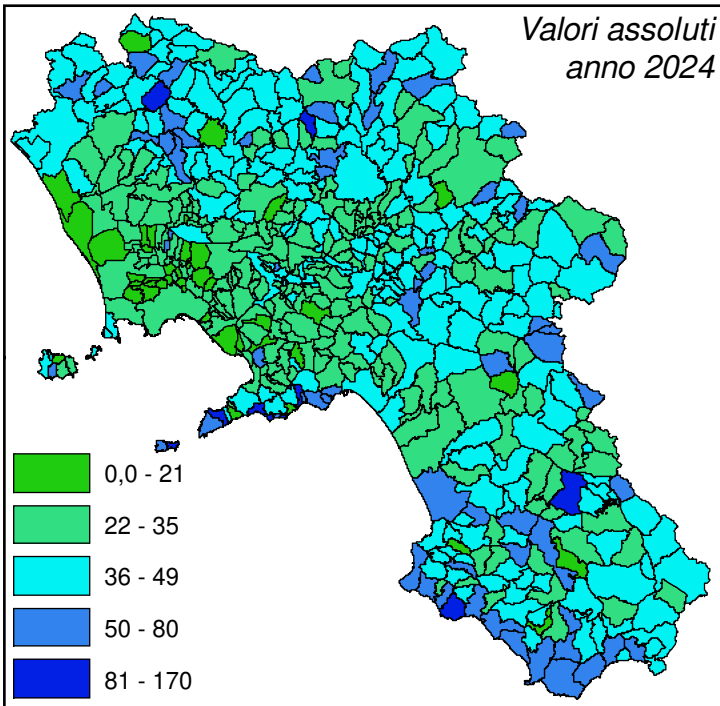 Valori assoluti
anno 2024
0,0 - 21
22 - 35
36 - 49
50 - 80
81 - 170